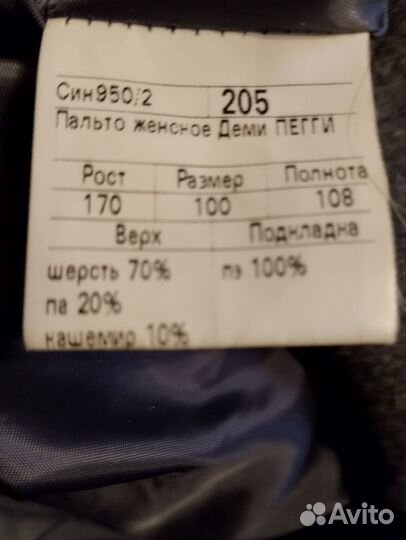 Син950/2 205
Пальто женсное Деми ПЕГГИ
Рост Размер Полнота
170 100 108
Верх Подкладка
шерсть 70% пэ 100%
па 20%
кашемир 10%
Avito